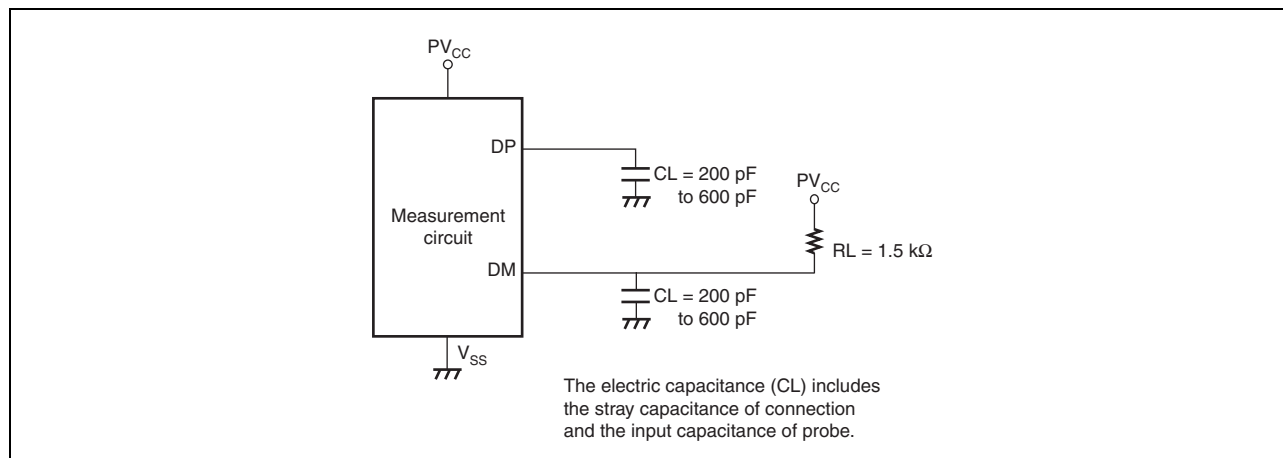 PVCC
DP
CL = 200 pF
to 600 pF
PVCC
Measurement
circuit
RL = 1.5 kΩ
DM
CL = 200 pF
to 600 pF
VSS
The electric capacitance (CL) includes
the stray capacitance of connection
and the input capacitance of probe.